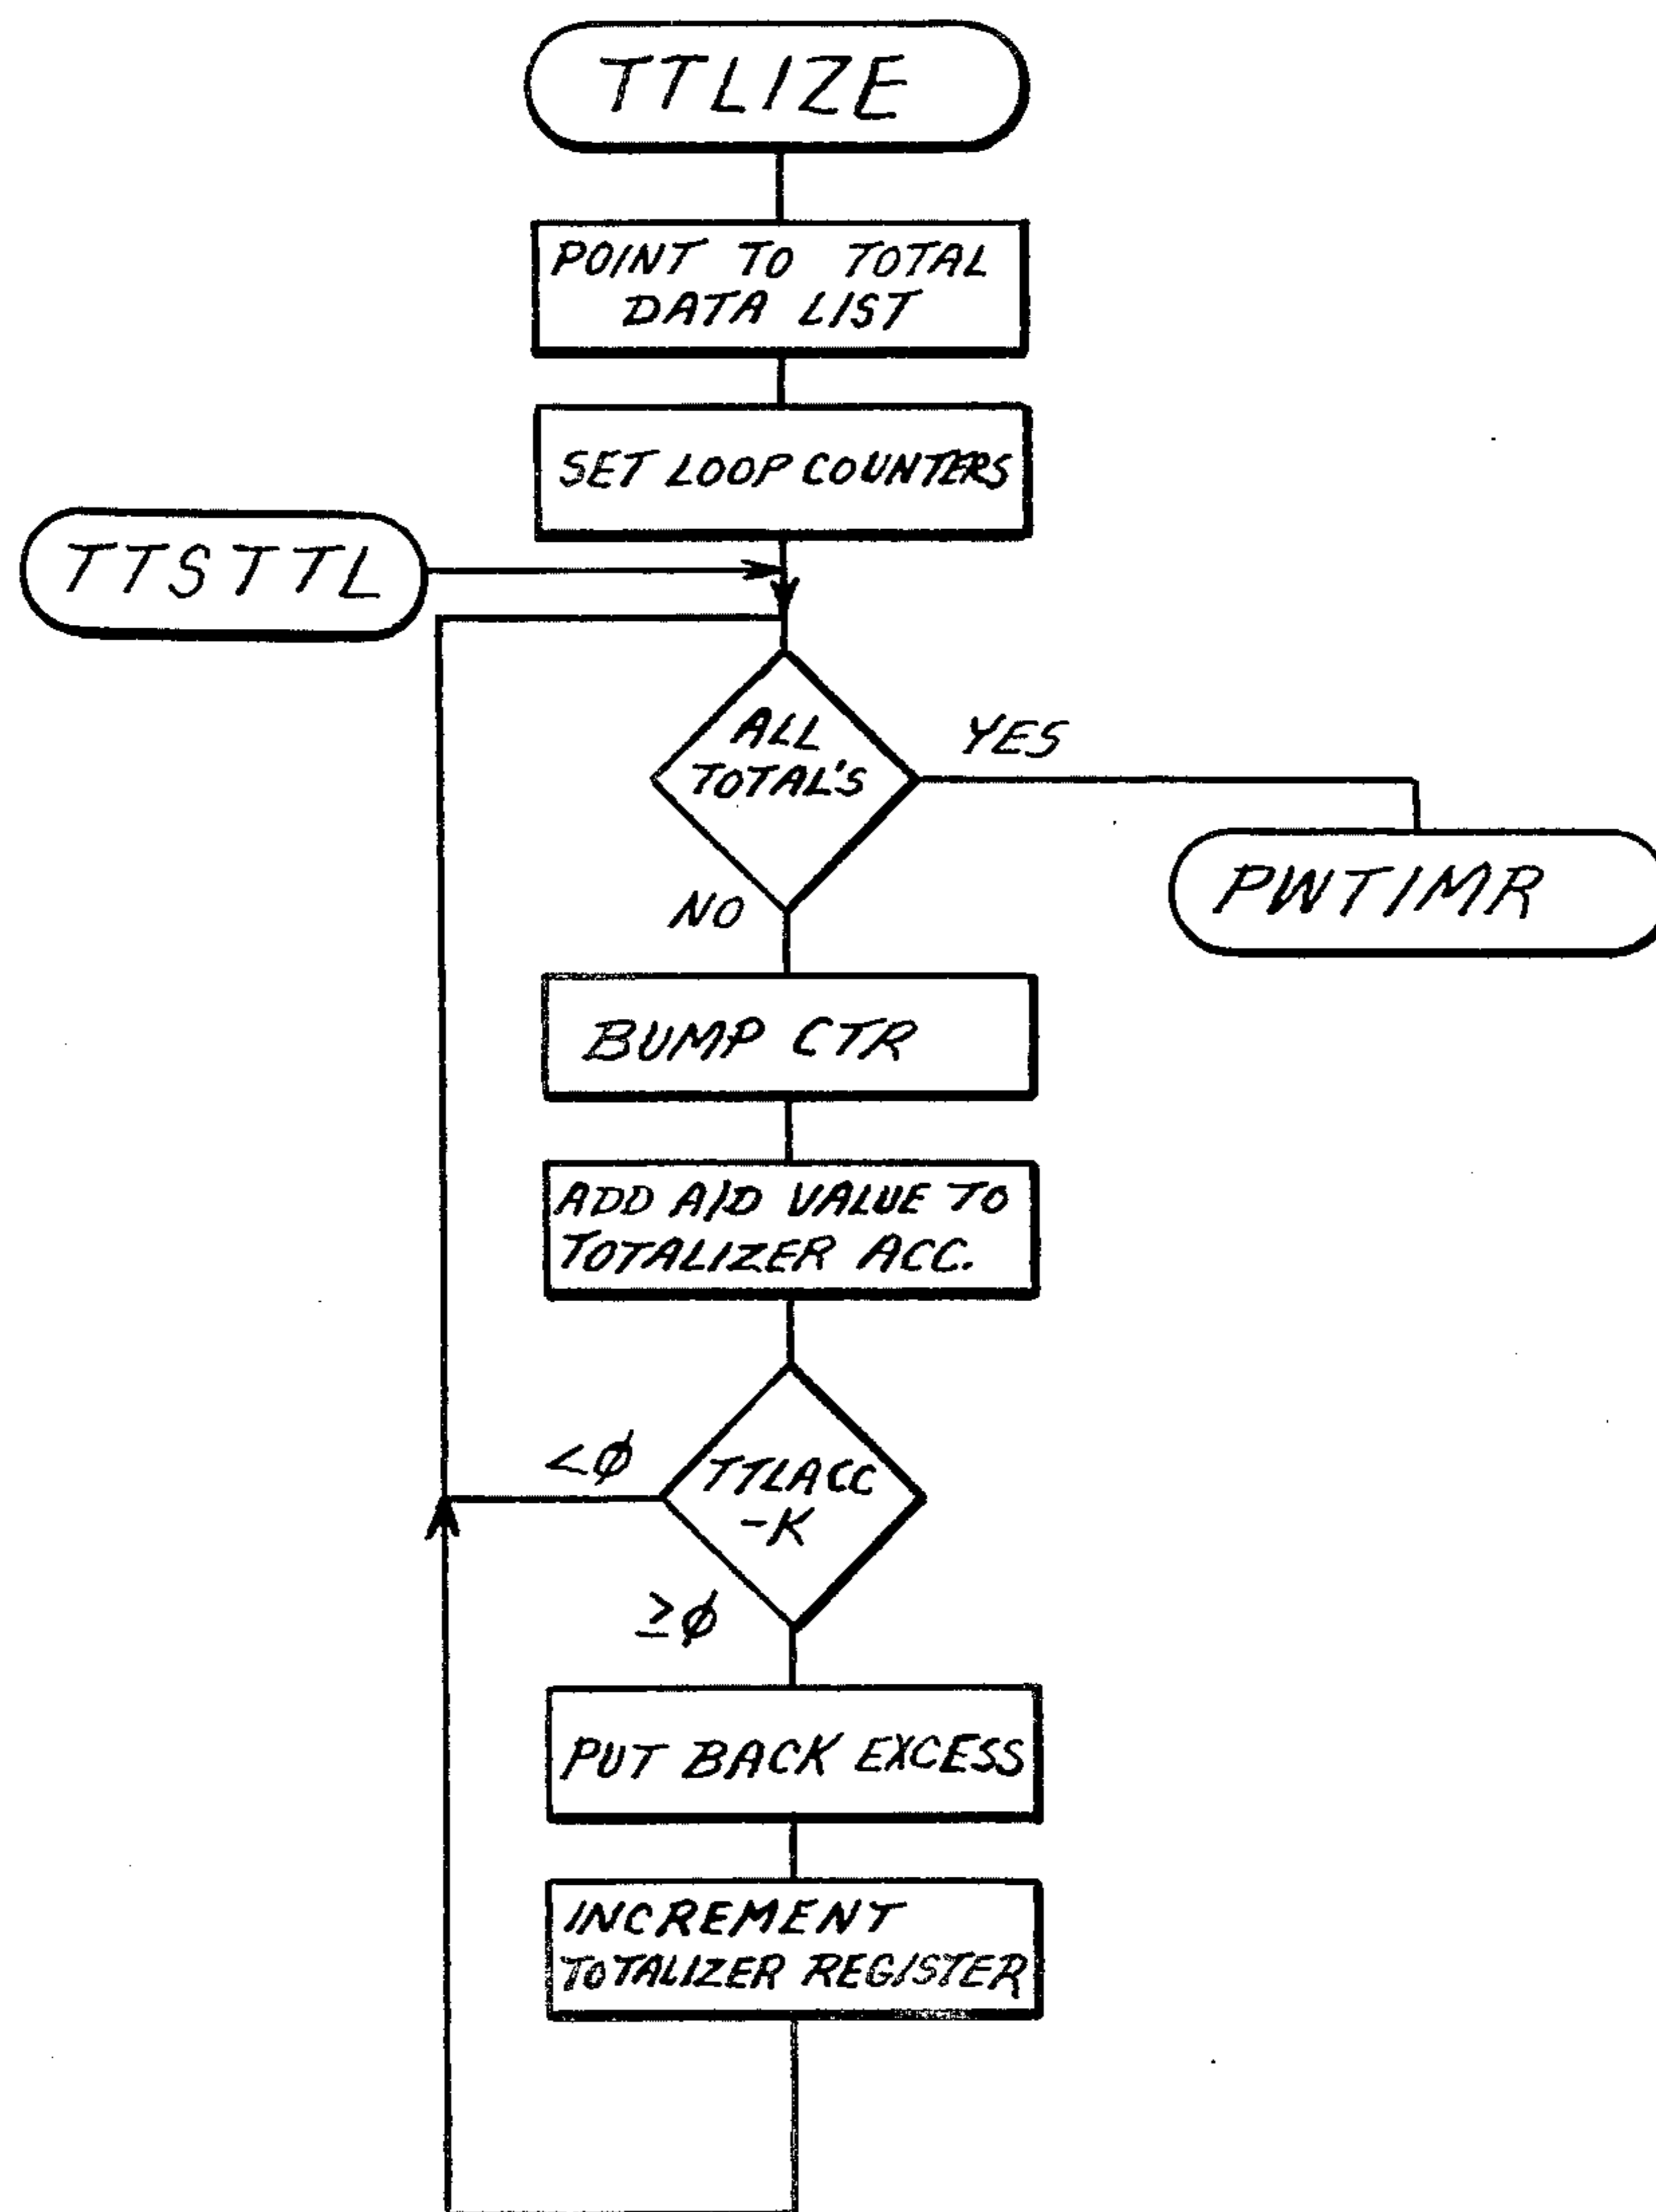 TTLIZE
POINT TO TOTAL
DATA LIST
SET LOOP COUNTERS
TTSTTL
ALL
TOTAL'S
YES
PWTIMR
NO
BUMP CTR
ADD A/D VALUE TO
TOTALIZER ACC.
<φ
TTLACC
-K
≥φ
PUT BACK EXCESS
INCREMENT
TOTALIZER REGISTER